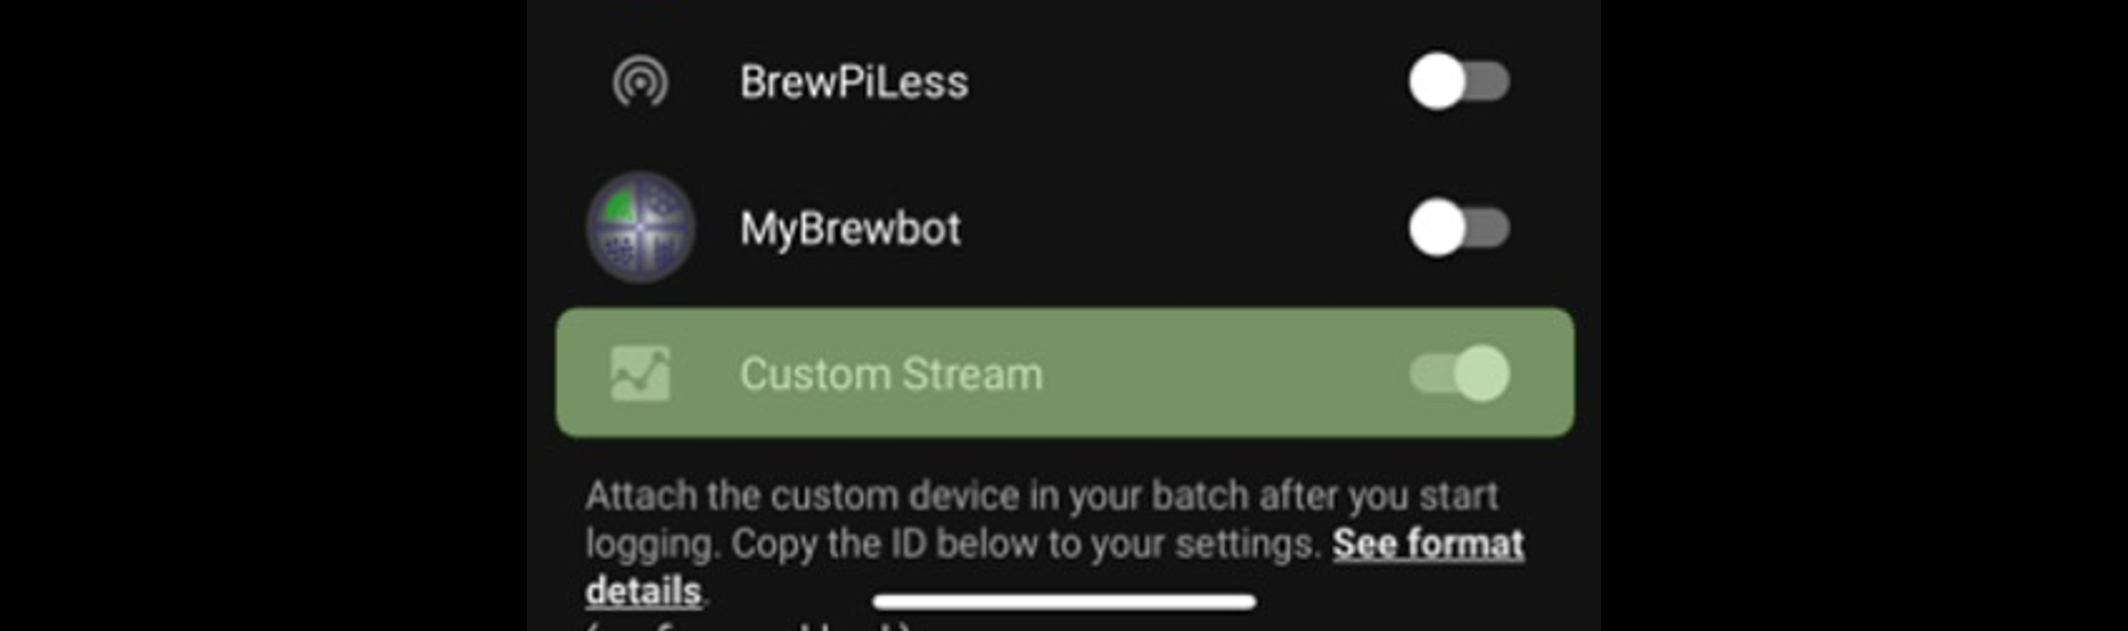 BrewPiLess
MyBrewbot
Custom Stream
Attach the custom device in your batch after you start
logging. Copy the ID below to your settings. See format
details.